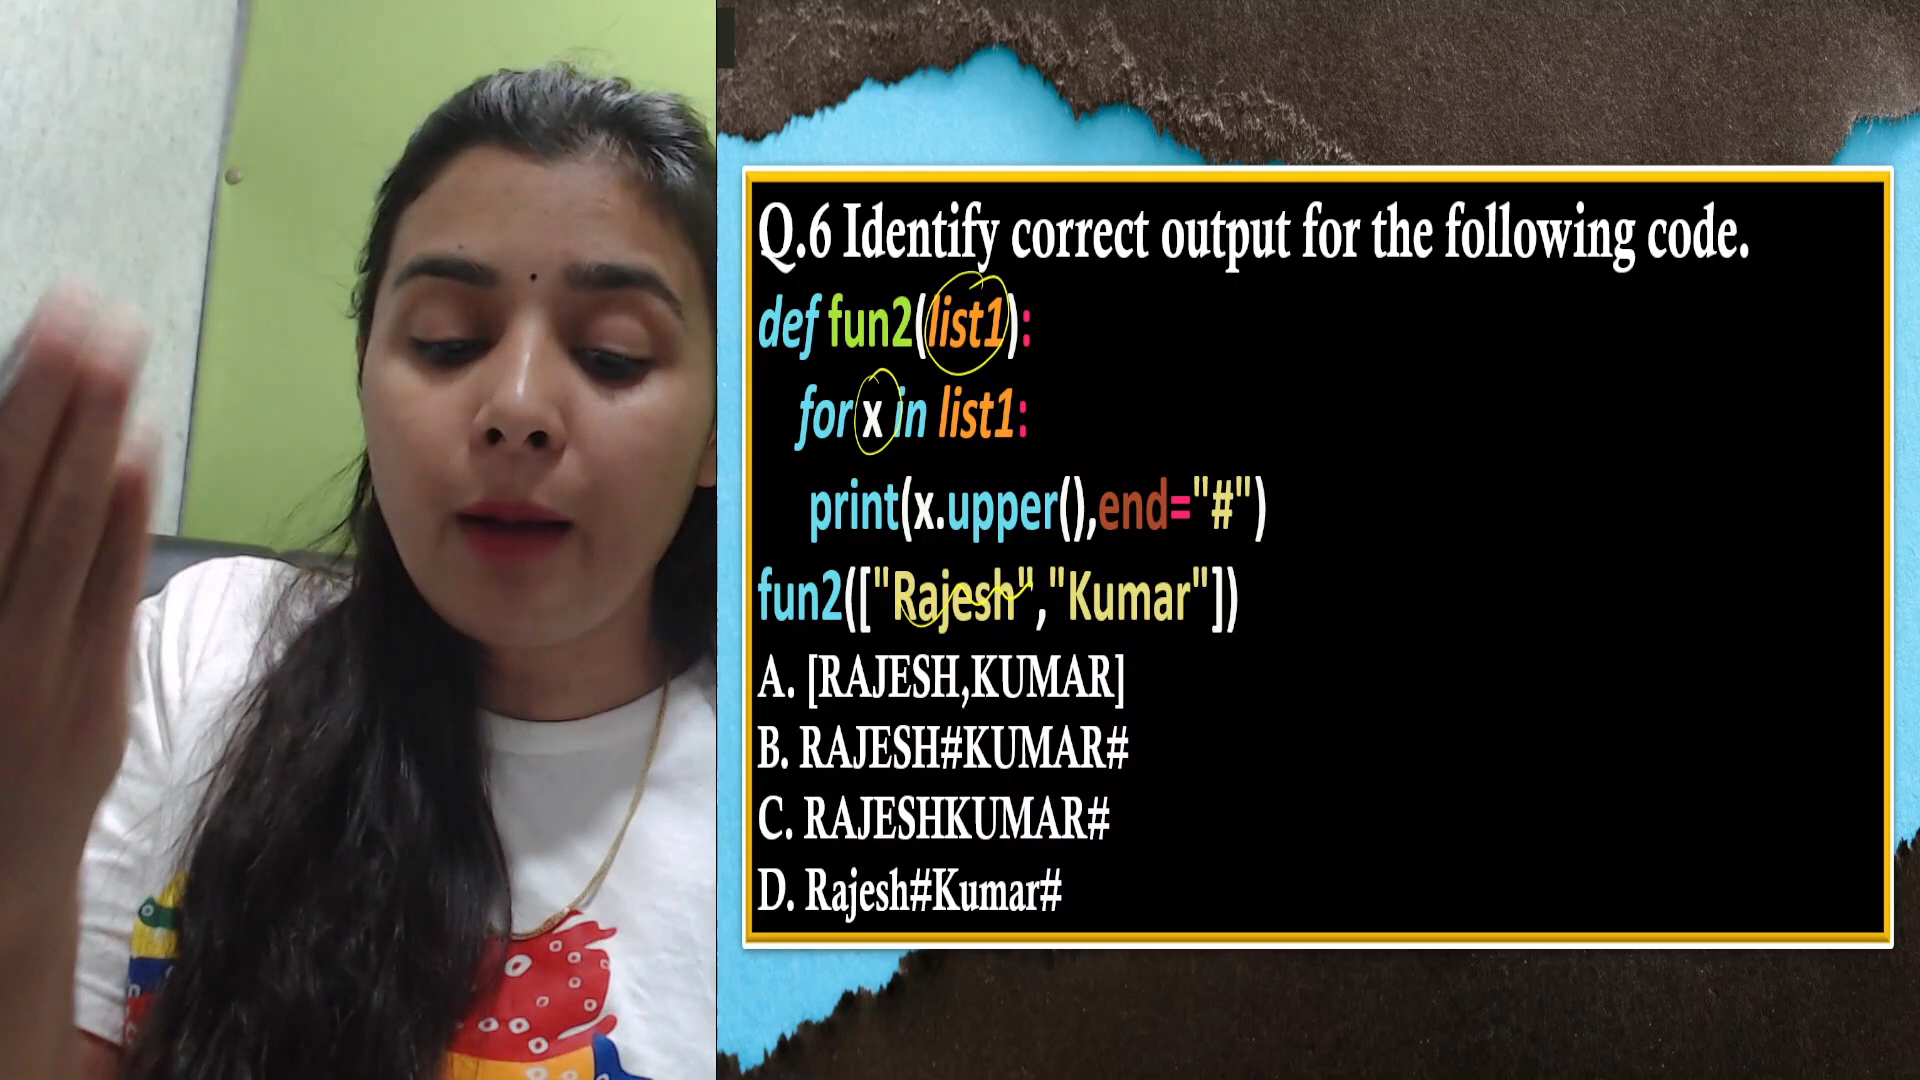 Q.6 Identify correct output for the following code.
def fun2(list1):
for x in list1:
print(x.upper(),end="#")
fun2(["Rajesh","Kumar"])
A. [RAJESH,KUMAR]
B. RAJESH#KUMAR#
C. RAJESHKUMAR#
D. Rajesh#Kumar#